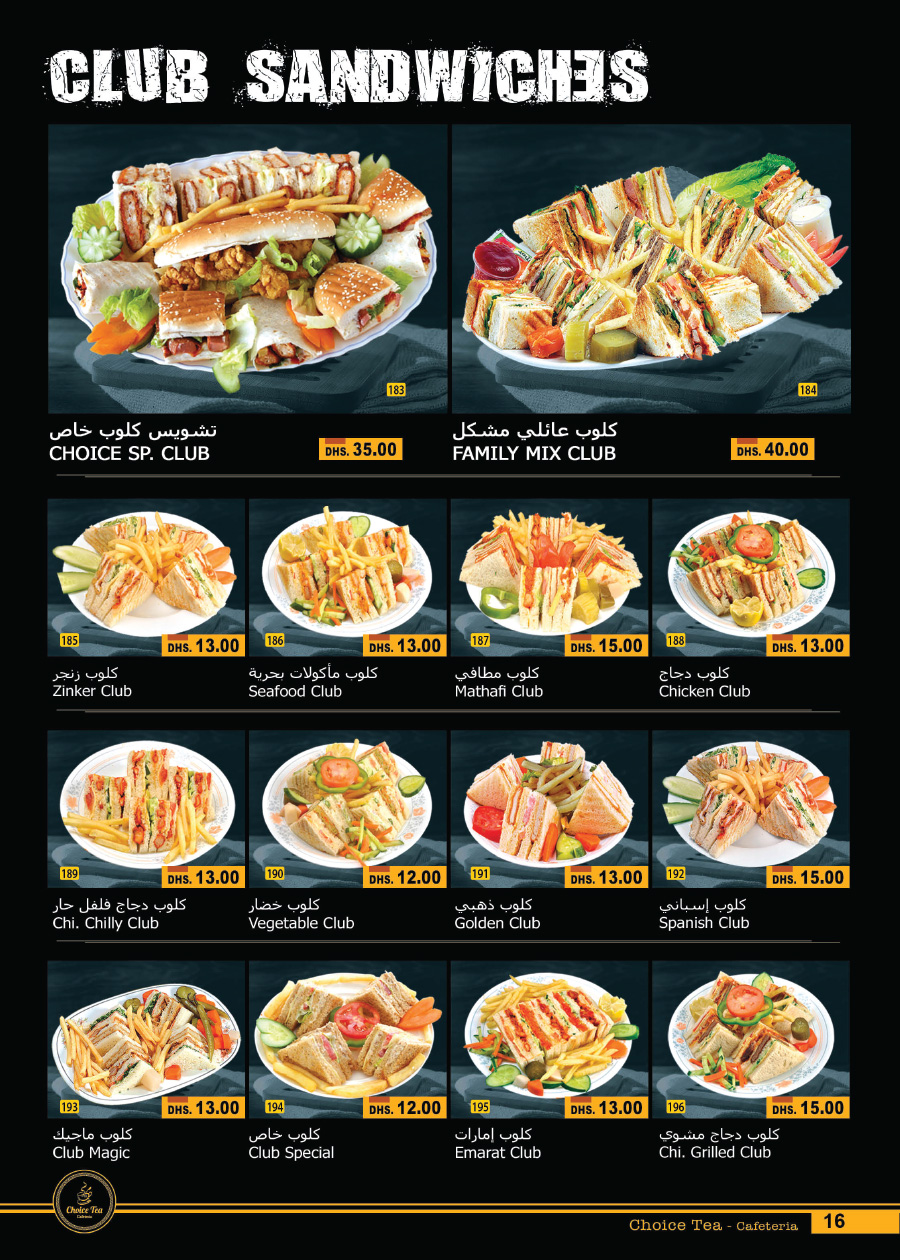 CLUB SANDWICHES
183
184
تشويس كلوب خاص
CHOICE SP. CLUB
DHS. 35.00
كلوب عائلي مشكل
FAMILY MIX CLUB
DHS. 40.00
185
DHS. 13.00
كلوب زنجر
Zinker Club
186
DHS. 13.00
كلوب مأكولات بحرية
Seafood Club
187
DHS. 15.00
كلوب مطافي
Mathafi Club
188
DHS. 13.00
كلوب دجاج
Chicken Club
189
DHS. 13.00
كلوب دجاج فلفل حار
Chi. Chilly Club
190
DHS. 12.00
كلوب خضار
Vegetable Club
191
DHS. 13.00
كلوب ذهبي
Golden Club
192
DHS. 15.00
كلوب إسباني
Spanish Club
193
DHS. 13.00
كلوب ماجيك
Club Magic
194
DHS. 12.00
كلوب خاص
Club Special
195
DHS. 13.00
كلوب إمارات
Emarat Club
196
DHS. 15.00
كلوب دجاج مشوي
Chi. Grilled Club
Choice Tea
Cafeteria
Choice Tea - Cafeteria
16